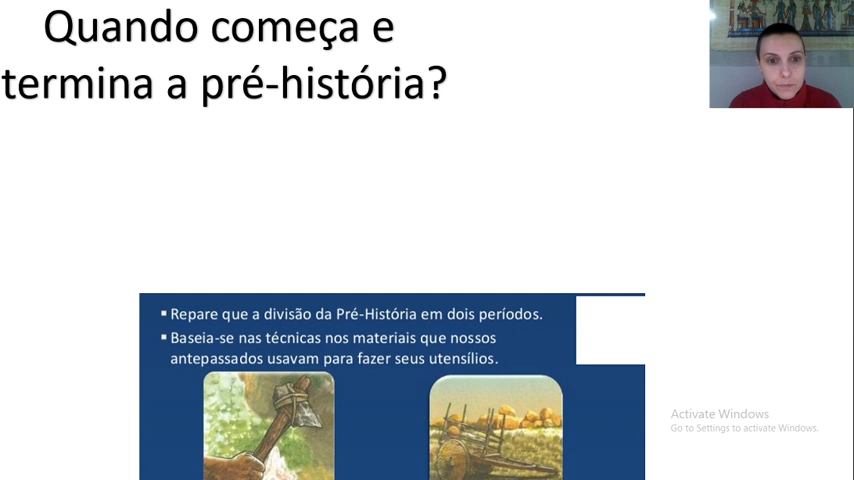 Quando começa e
termina a pré-história?
▪ Repare que a divisão da Pré-História em dois períodos.
▪ Baseia-se nas técnicas nos materiais que nossos
antepassados usavam para fazer seus utensílios.
Activate Windows
Go to Settings to activate Windows.